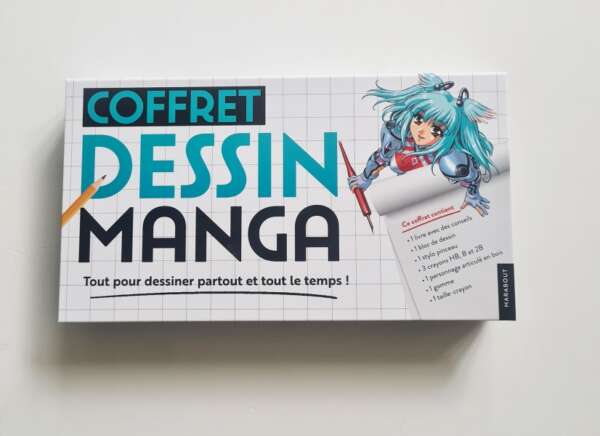 COFFRET
DESSIN
MANGA
Tout pour dessiner partout et tout le temps !
Ce coffret contient
• 1 livre avec des conseils
• 1 bloc de dessin
• 1 stylo pinceau
• 3 crayons HB, B et 2B
• 1 personnage articulé en bois
• 1 gomme
• 1 taille-crayon
MARABOUT